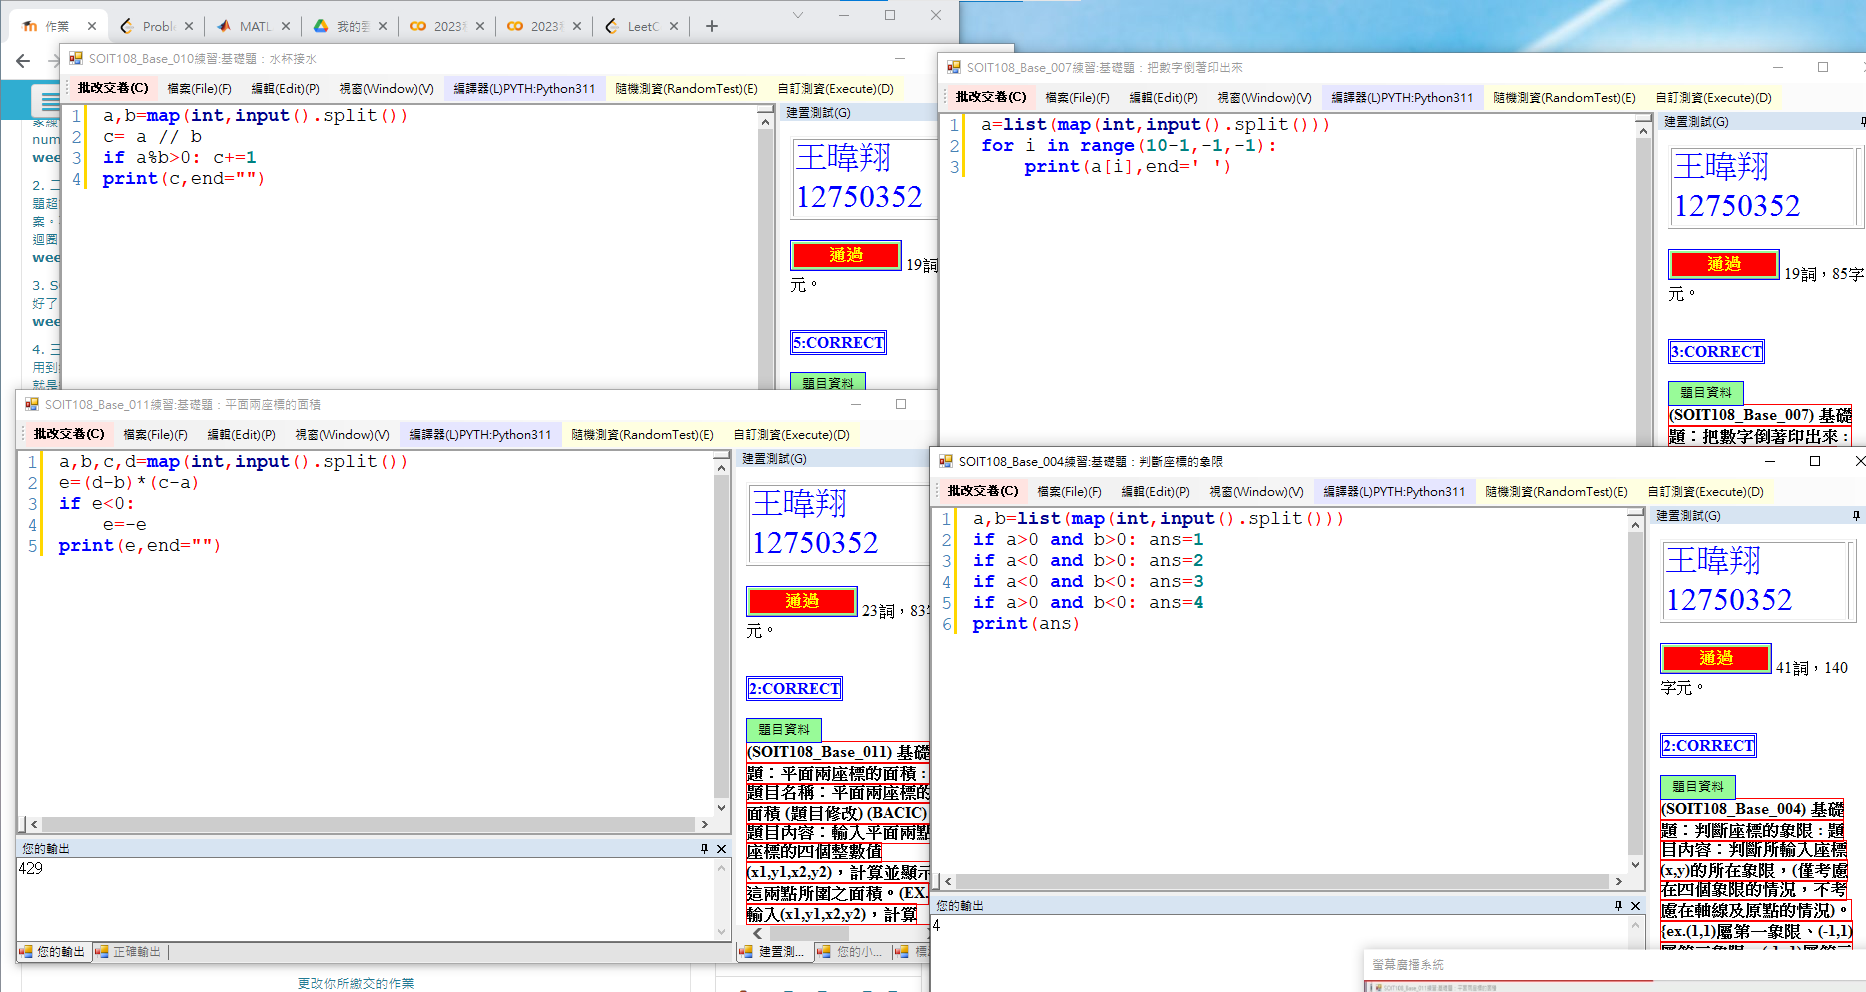 作業
Proble
MATL
我的雲
2023
2023
LeetC
SOIT108_Base_010練習:基礎題：水杯接水
批改交卷(C) 檔案(File)(F) 編輯(Edit)(P) 視窗(Window)(V) 編譯器(L)PYTH:Python311 隨機測資(RandomTest)(E) 自訂測資(Execute)(D)
1 a,b=map(int,input().split())
2 c= a // b
3 if a%b>0: c+=1
4 print(c,end="")
建置測試(G)
王暐翔
12750352
通過 19詞
元。
5:CORRECT
題目資料
num
wee
2. 二
題超
案。
迴圈
wee
3. S
好了
wee
4. 三
用到
就是
SOIT108_Base_007練習:基礎題：把數字倒著印出來
批改交卷(C) 檔案(File)(F) 編輯(Edit)(P) 視窗(Window)(V) 編譯器(L)PYTH:Python311 隨機測資(RandomTest)(E) 自訂測資(Execute)(D)
1 a=list(map(int,input().split()))
2 for i in range(10-1,-1,-1):
3     print(a[i],end=' ')
建置測試(G)
王暐翔
12750352
通過 19詞，85字
元。
3:CORRECT
題目資料
(SOIT108_Base_007) 基礎
題：把數字倒著印出來：
SOIT108_Base_011練習:基礎題：平面兩座標的面積
批改交卷(C) 檔案(File)(F) 編輯(Edit)(P) 視窗(Window)(V) 編譯器(L)PYTH:Python311 隨機測資(RandomTest)(E) 自訂測資(Execute)(D)
1 a,b,c,d=map(int,input().split())
2 e=(d-b)*(c-a)
3 if e<0:
4     e=-e
5 print(e,end="")
建置測試(G)
王暐翔
12750352
通過 23詞，83字
元。
2:CORRECT
題目資料
(SOIT108_Base_011) 基礎
題：平面兩座標的面積：
題目名稱：平面兩座標的
面積 (題目修改) (BACIC)
題目內容：輸入平面兩點
座標的四個整數值
(x1,y1,x2,y2)，計算並顯示
這兩點所圍之面積。(EX.
輸入(x1,y1,x2,y2)，計算
您的輸出
429
您的輸出 正確輸出
建置測... 您的小...
更改你所繳交的作業
SOIT108_Base_004練習:基礎題：判斷座標的象限
批改交卷(C) 檔案(File)(F) 編輯(Edit)(P) 視窗(Window)(V) 編譯器(L)PYTH:Python311 隨機測資(RandomTest)(E) 自訂測資(Execute)(D)
1 a,b=list(map(int,input().split()))
2 if a>0 and b>0: ans=1
3 if a<0 and b>0: ans=2
4 if a<0 and b<0: ans=3
5 if a>0 and b<0: ans=4
6 print(ans)
建置測試(G)
王暐翔
12750352
通過 41詞，140
字元。
2:CORRECT
題目資料
(SOIT108_Base_004) 基礎
題：判斷座標的象限：題
目內容：判斷所輸入座標
(x,y)的所在象限，(僅考慮
在四個象限的情況，不考
慮在軸線及原點的情況)。
{ex.(1,1)屬第一象限、(-1,1)
您的輸出
4
螢幕廣播系統